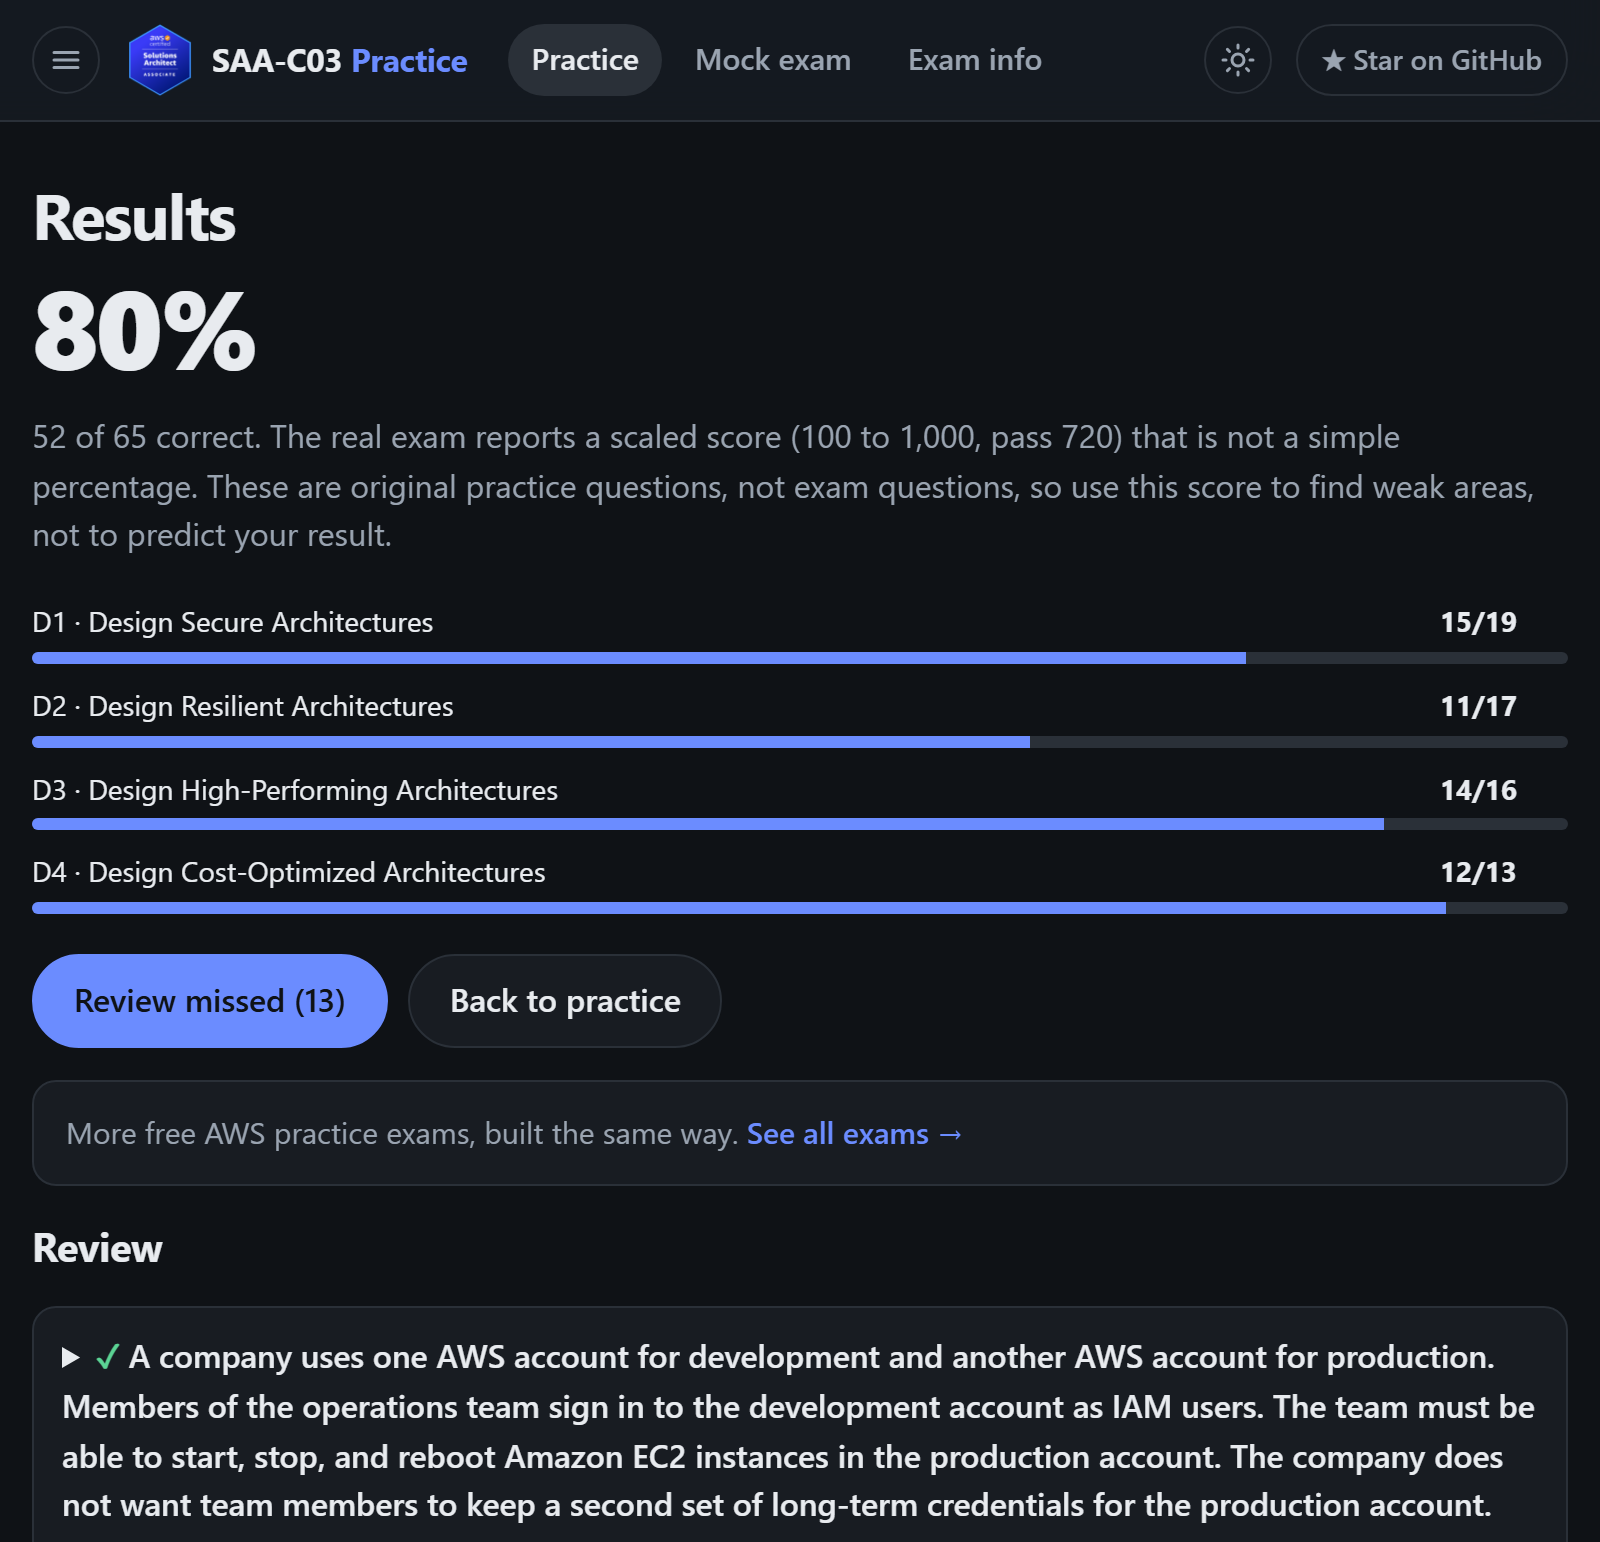 aws
certified
Solutions
Architect
ASSOCIATE
SAA-C03 Practice
Practice
Mock exam
Exam info
★ Star on GitHub
Results
80%
52 of 65 correct. The real exam reports a scaled score (100 to 1,000, pass 720) that is not a simple
percentage. These are original practice questions, not exam questions, so use this score to find weak areas,
not to predict your result.
D1 · Design Secure Architectures 15/19
D2 · Design Resilient Architectures 11/17
D3 · Design High-Performing Architectures 14/16
D4 · Design Cost-Optimized Architectures 12/13
Review missed (13)
Back to practice
More free AWS practice exams, built the same way. See all exams →
Review
▶ ✓ A company uses one AWS account for development and another AWS account for production.
Members of the operations team sign in to the development account as IAM users. The team must be
able to start, stop, and reboot Amazon EC2 instances in the production account. The company does
not want team members to keep a second set of long-term credentials for the production account.